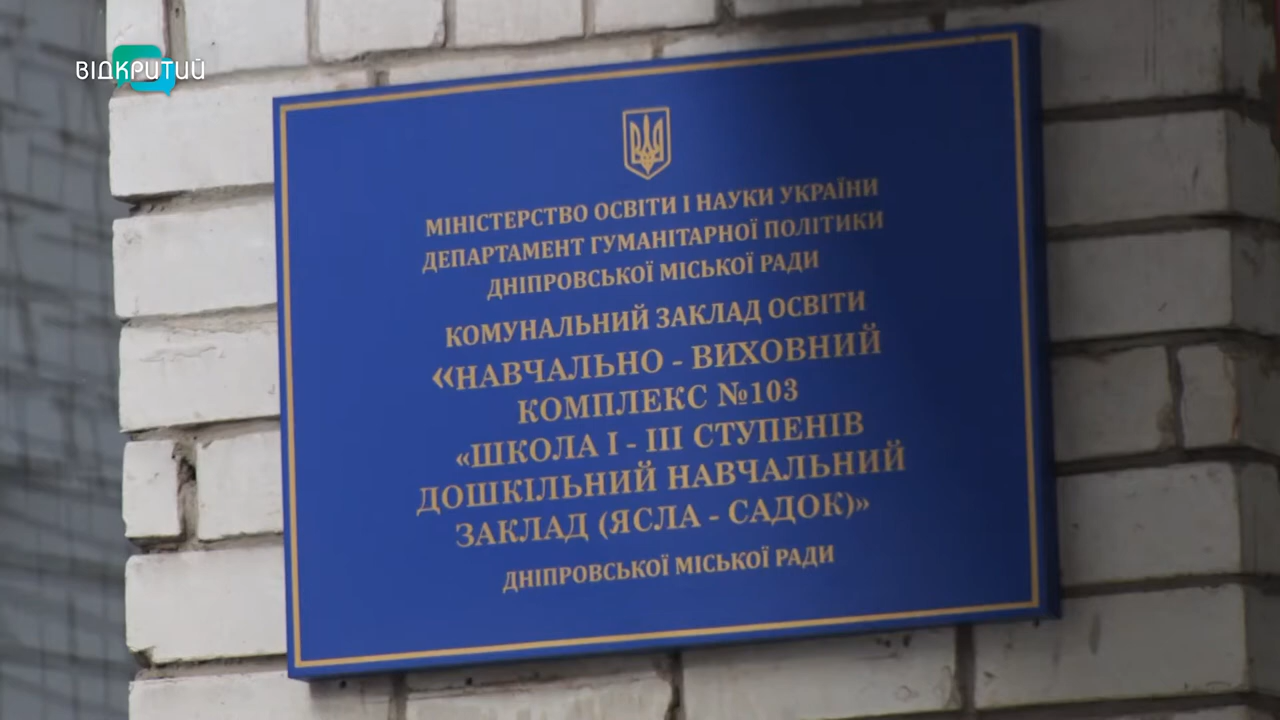 ВІДКРИТИЙ
МІНІСТЕРСТВО ОСВІТИ І НАУКИ УКРАЇНИ
ДЕПАРТАМЕНТ ГУМАНІТАРНОЇ ПОЛІТИКИ
ДНІПРОВСЬКОЇ МІСЬКОЇ РАДИ
КОМУНАЛЬНИЙ ЗАКЛАД ОСВІТИ
«НАВЧАЛЬНО - ВИХОВНИЙ
КОМПЛЕКС №103
«ШКОЛА І - ІІІ СТУПЕНІВ
ДОШКІЛЬНИЙ НАВЧАЛЬНИЙ
ЗАКЛАД (ЯСЛА - САДОК)»
ДНІПРОВСЬКОЇ МІСЬКОЇ РАДИ